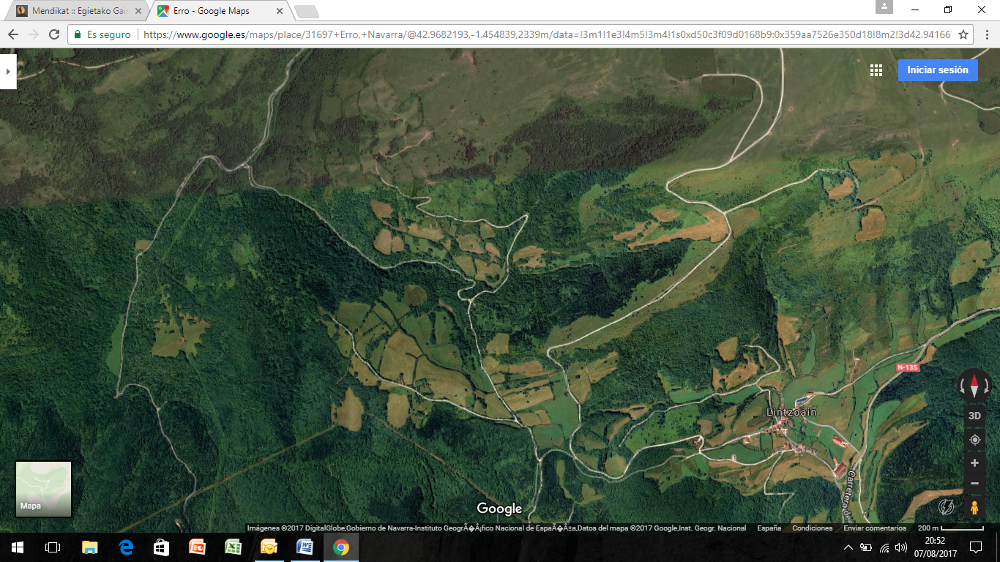 Mendikat :: Egietako Gain
Erro - Google Maps
Es seguro
https://www.google.es/maps/place/31697+Erro,+Navarra/@42.9682193,-1.454839,2339m/data=!3m1!1e3!4m5!3m4!1s0xd50c3f09d0168b9:0x359aa7526e350d18!8m2!3d42.94166
Iniciar sesión
N-135
Lintzoain
3D
Carretera de
Mapa
Google
Imágenes ©2017 DigitalGlobe,Gobierno de Navarra-Instituto GeogrÃ�Â¡fico Nacional de EspaÃ�Â±a,Datos del mapa ©2017 Google,Inst. Geogr. Nacional
España
Condiciones
Enviar comentarios
200 m
20:52
07/08/2017